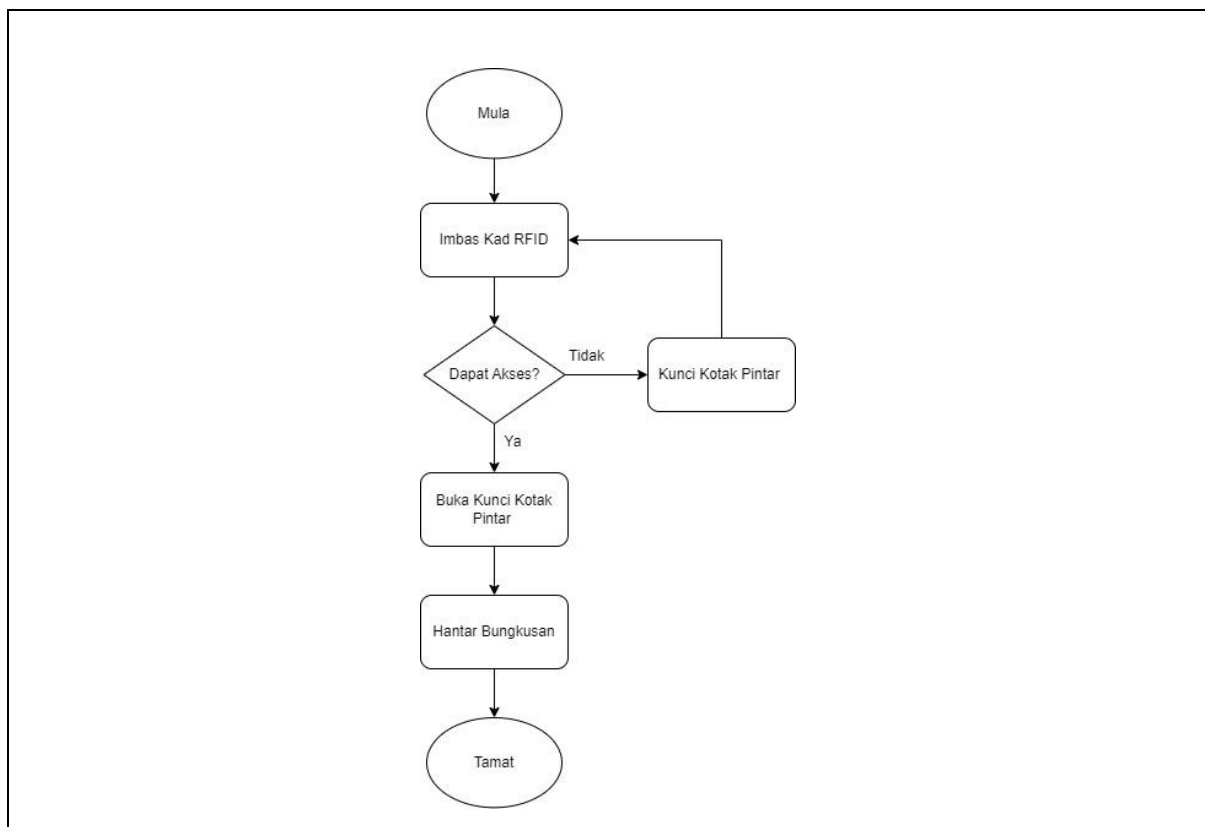 Mula
Imbas Kad RFID
Dapat Akses?
Tidak
Kunci Kotak Pintar
Ya
Buka Kunci Kotak
Pintar
Hantar Bungkusan
Tamat